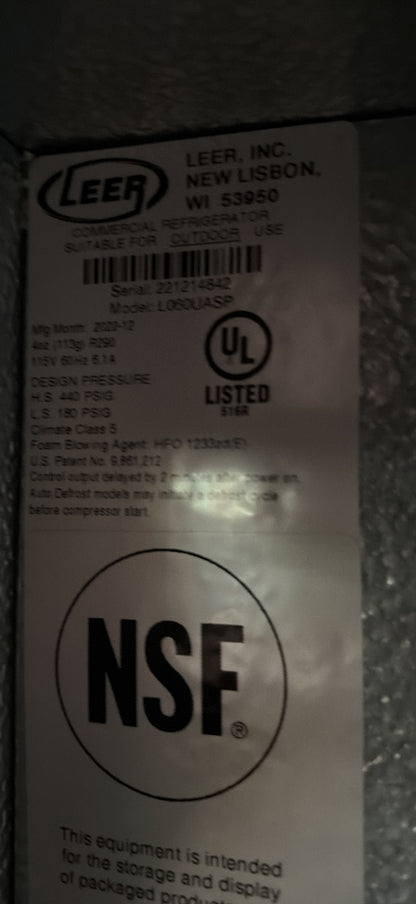 LEER
LEER, INC.
NEW LISBON,
WI 53950
COMMERCIAL REFRIGERATOR
SUITABLE FOR OUTDOOR USE
Serial: 221214842
Model: L060UASP
Mfg Month: 2022-12
4oz (113g) R290
115V 60Hz 5.1A
DESIGN PRESSURE
H.S. 440 PSIG
L.S. 180 PSIG
Climate Class 5
Foam Blowing Agent: HFO 1233zd(E)
U.S. Patent No. 9,861,212
Control output delayed by 2 minutes after power on.
Auto Defrost models may initiate a defrost cycle
before compressor start.
UL
LISTED
516R
NSF®
This equipment is intended
for the storage and display
of packaged